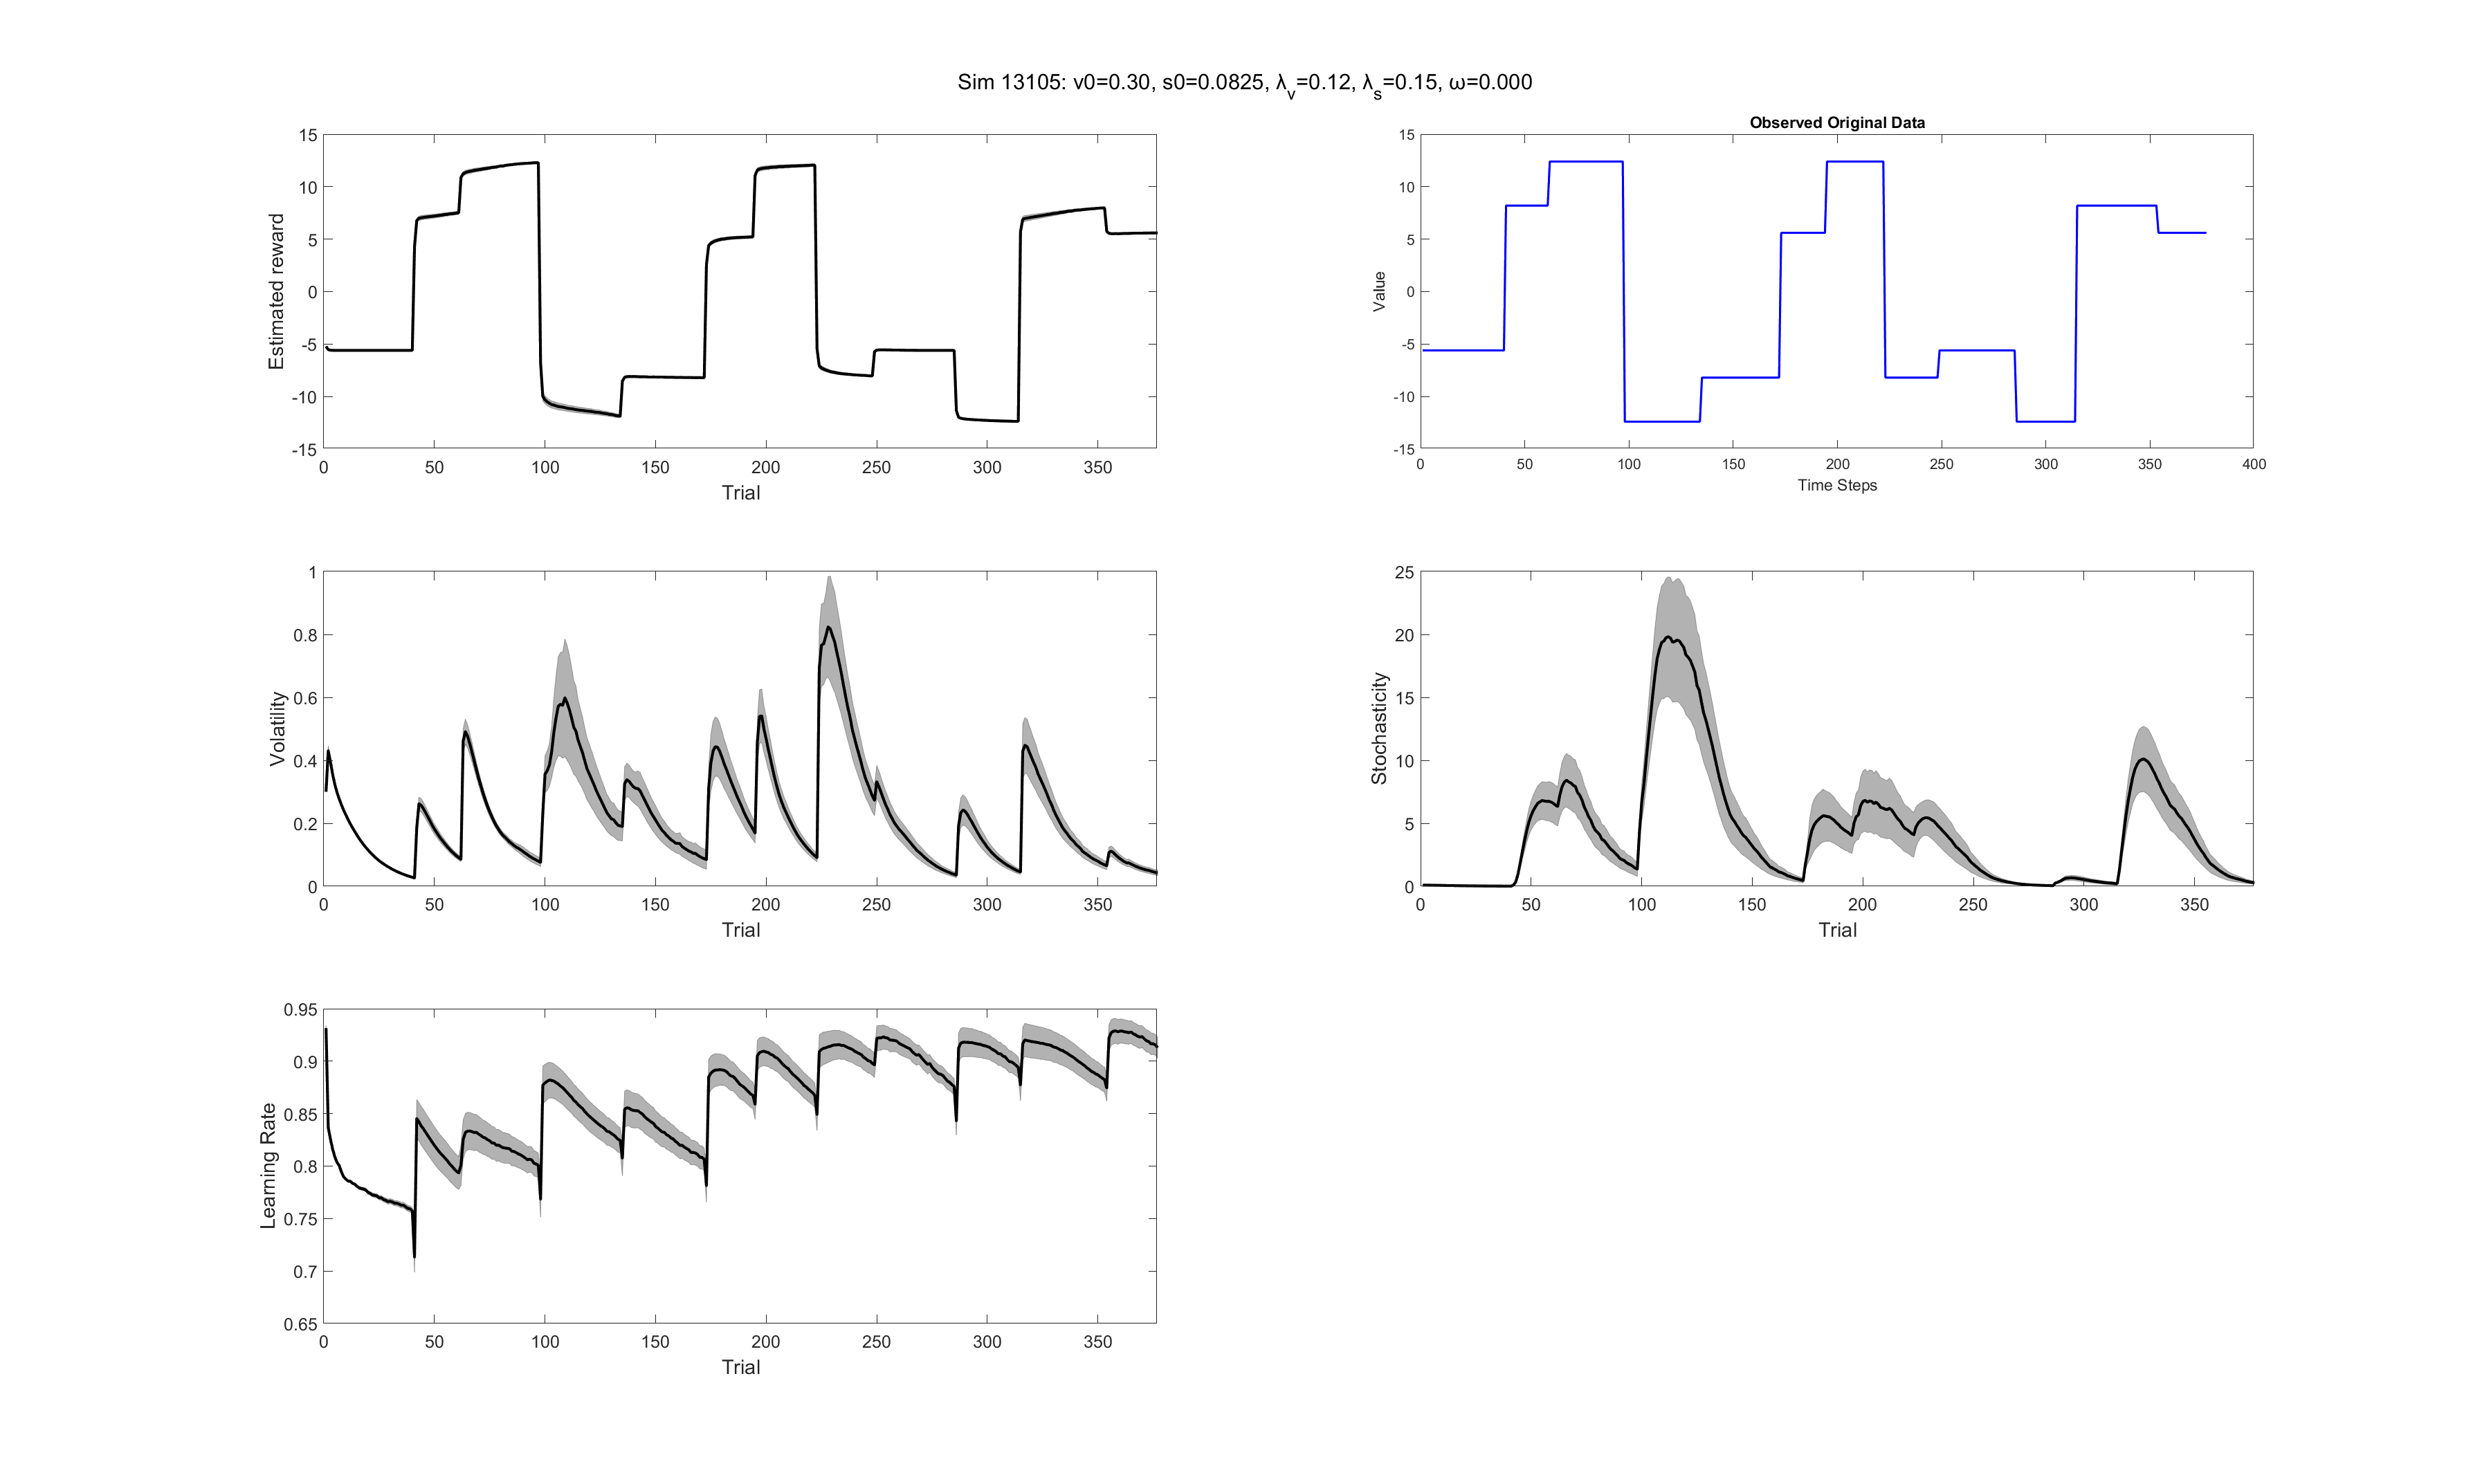 Sim 13105: v0=0.30, s0=0.0825, λv=0.12, λs=0.15, ω=0.000
Estimated reward
15
10
5
0
-5
-10
-15
0 50 100 150 200 250 300 350
Trial
Observed Original Data
Value
15
10
5
0
-5
-10
-15
0 50 100 150 200 250 300 350 400
Time Steps
Volatility
1
0.8
0.6
0.4
0.2
0
0 50 100 150 200 250 300 350
Trial
Stochasticity
25
20
15
10
5
0
0 50 100 150 200 250 300 350
Trial
Learning Rate
0.95
0.9
0.85
0.8
0.75
0.7
0.65
0 50 100 150 200 250 300 350
Trial